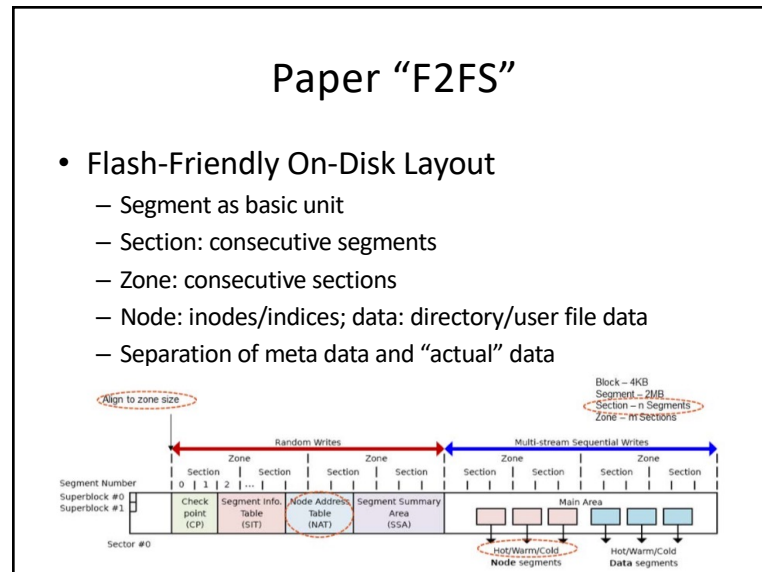 Paper “F2FS”
• Flash-Friendly On-Disk Layout
– Segment as basic unit
– Section: consecutive segments
– Zone: consecutive sections
– Node: inodes/indices; data: directory/user file data
– Separation of meta data and “actual” data
Block – 4KB
Segment – 2MB
Section – n Segments
Zone – m Sections
Align to zone size
Random Writes
Multi-stream Sequential Writes
Zone Zone Zone Zone
Section Section Section Section Section Section Section Section
Segment Number 0 1 2 ...
Superblock #0
Superblock #1
Check point (CP)
Segment Info. Table (SIT)
Node Address Table (NAT)
Segment Summary Area (SSA)
Main Area
Sector #0
Hot/Warm/Cold
Node segments
Hot/Warm/Cold
Data segments